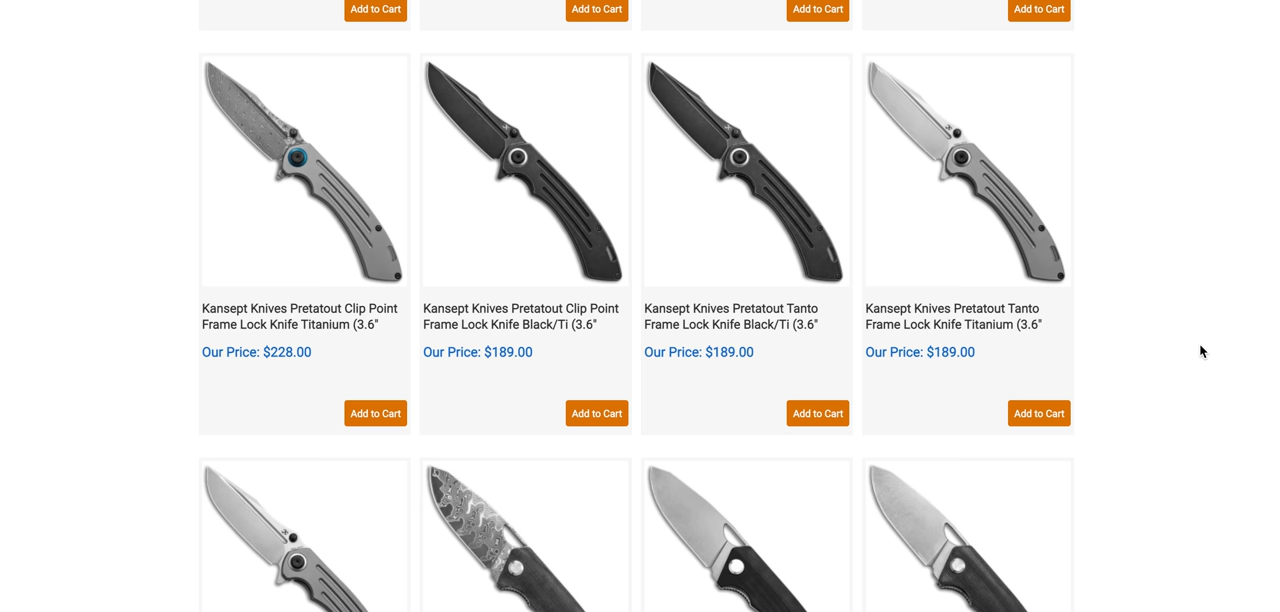 Add to Cart
Add to Cart
Add to Cart
Add to Cart
Kansept Knives Pretatout Clip Point
Frame Lock Knife Titanium (3.6"
Our Price: $228.00
Add to Cart
Kansept Knives Pretatout Clip Point
Frame Lock Knife Black/Ti (3.6"
Our Price: $189.00
Add to Cart
Kansept Knives Pretatout Tanto
Frame Lock Knife Black/Ti (3.6"
Our Price: $189.00
Add to Cart
Kansept Knives Pretatout Tanto
Frame Lock Knife Titanium (3.6"
Our Price: $189.00
Add to Cart